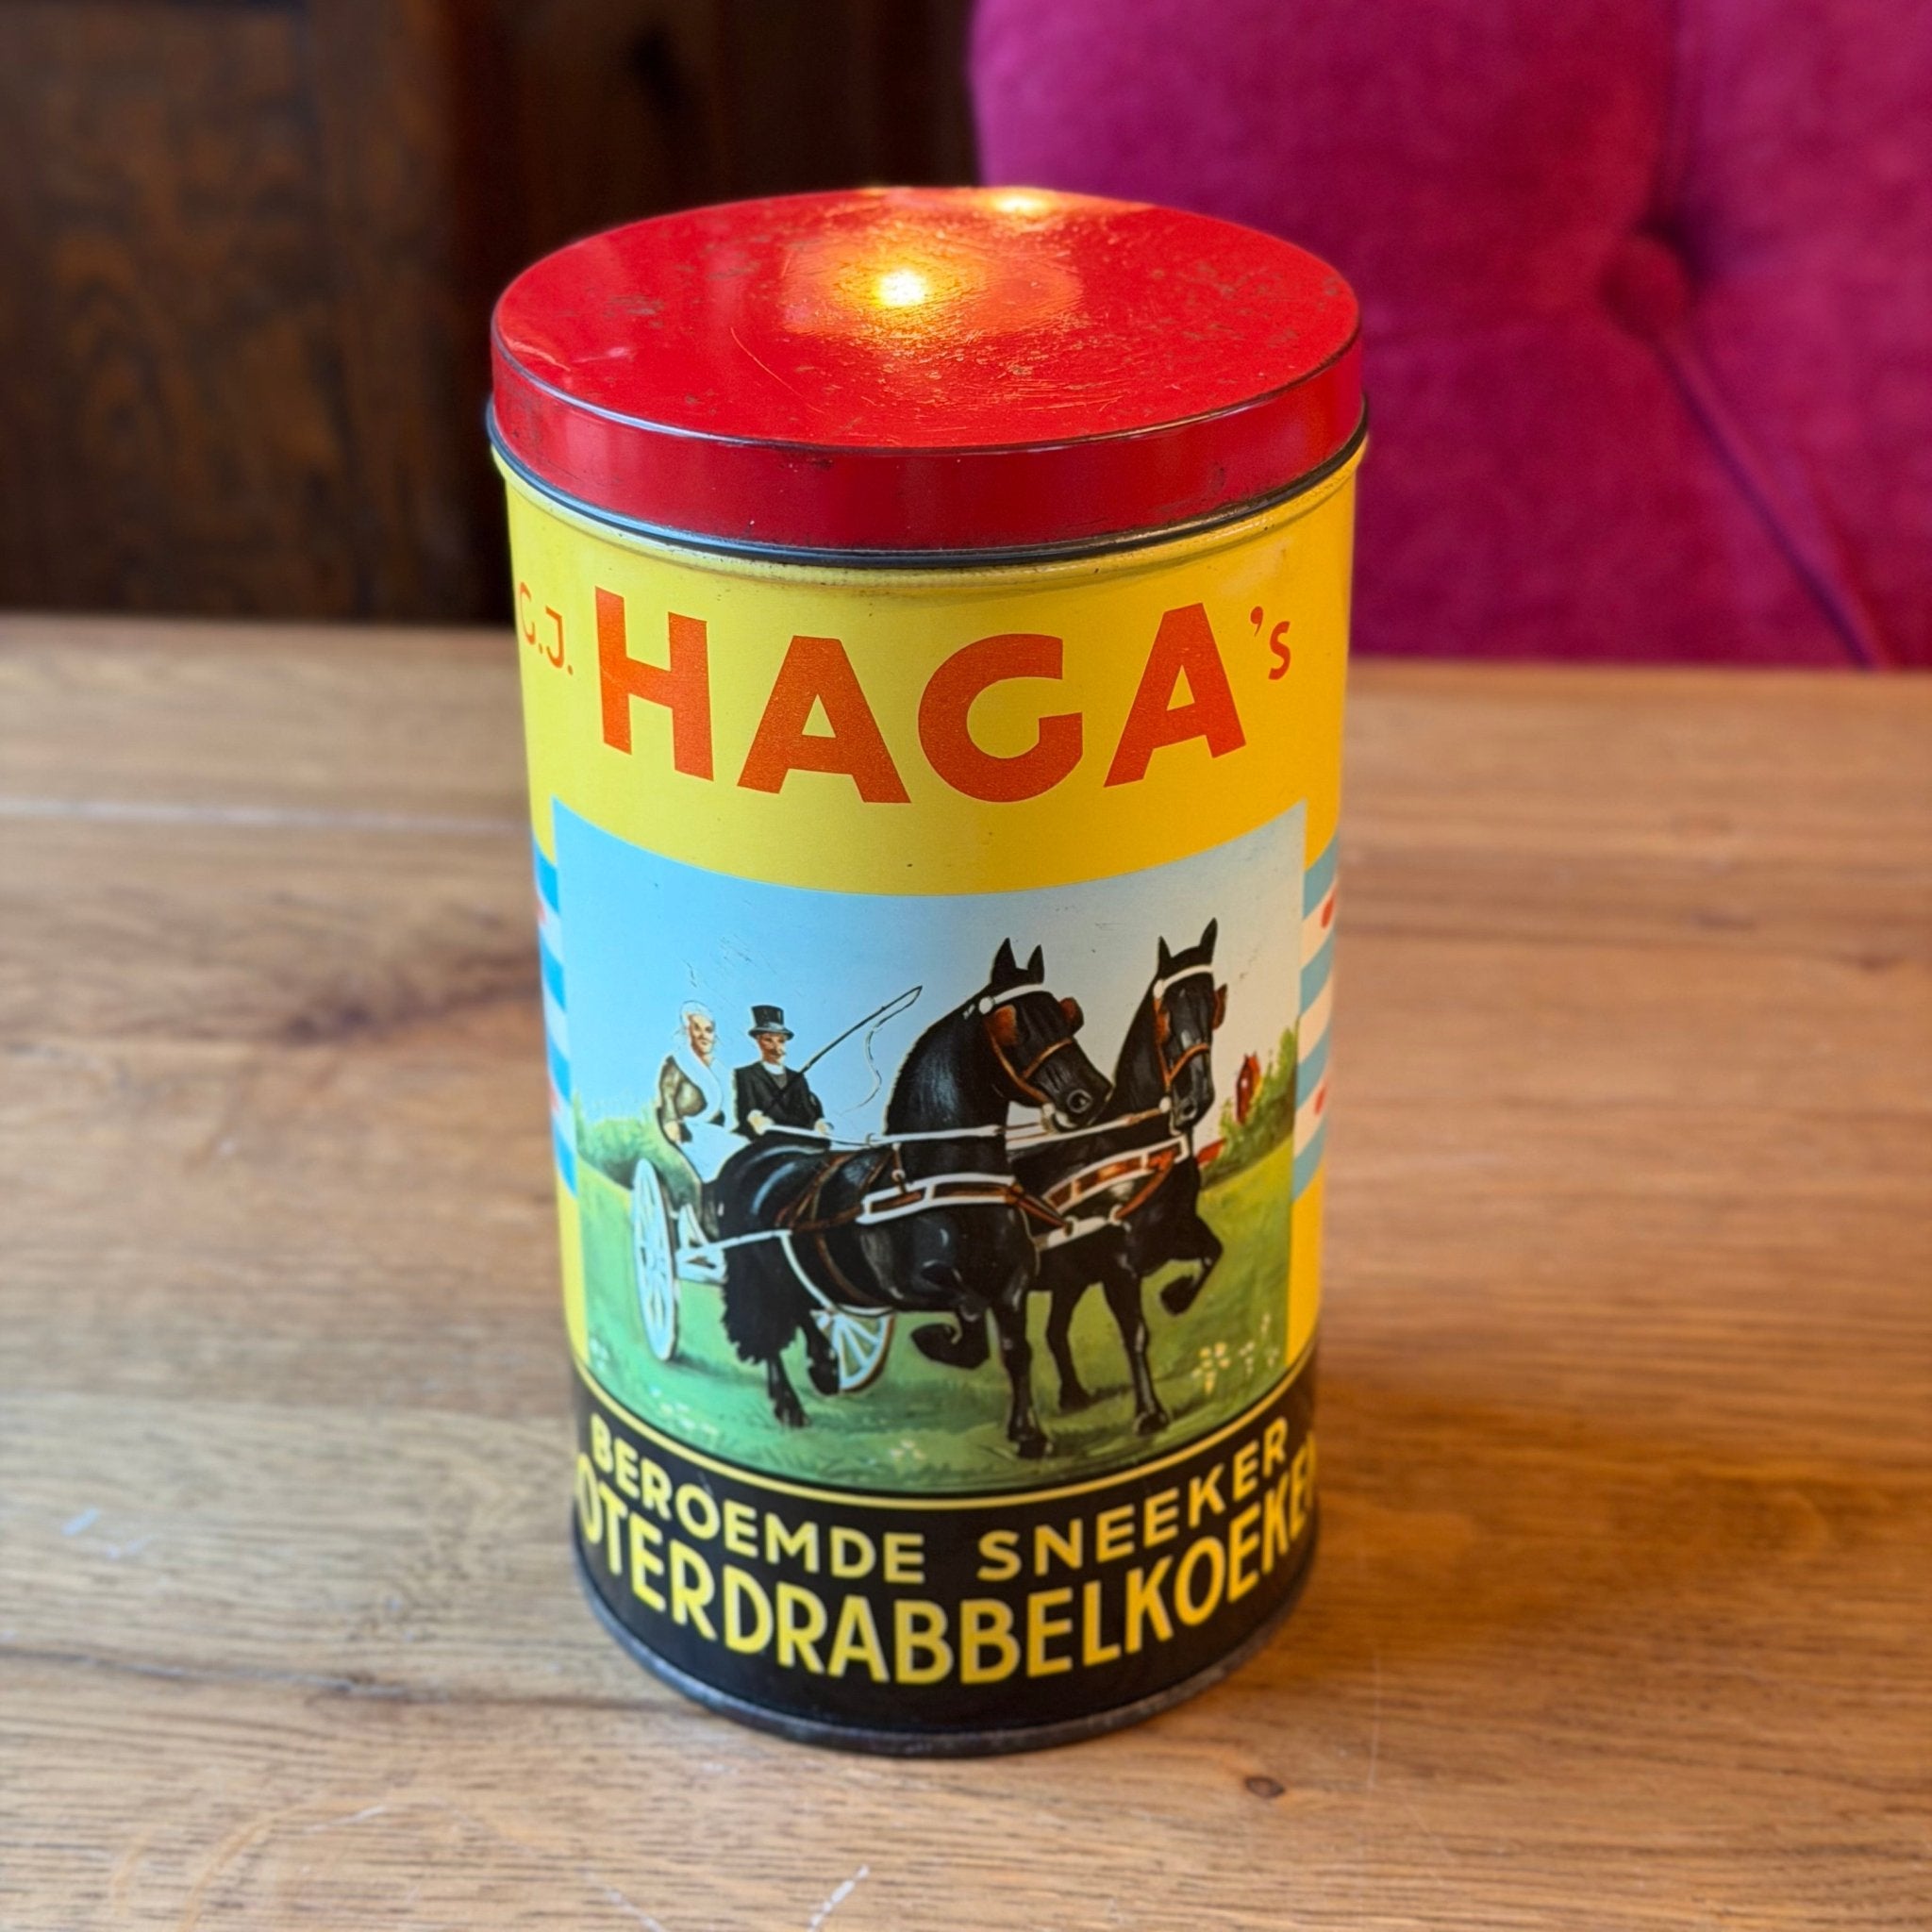 C.J. HAGA's
BEROEMDE SNEEKER
OTERDRABBELKOEKE